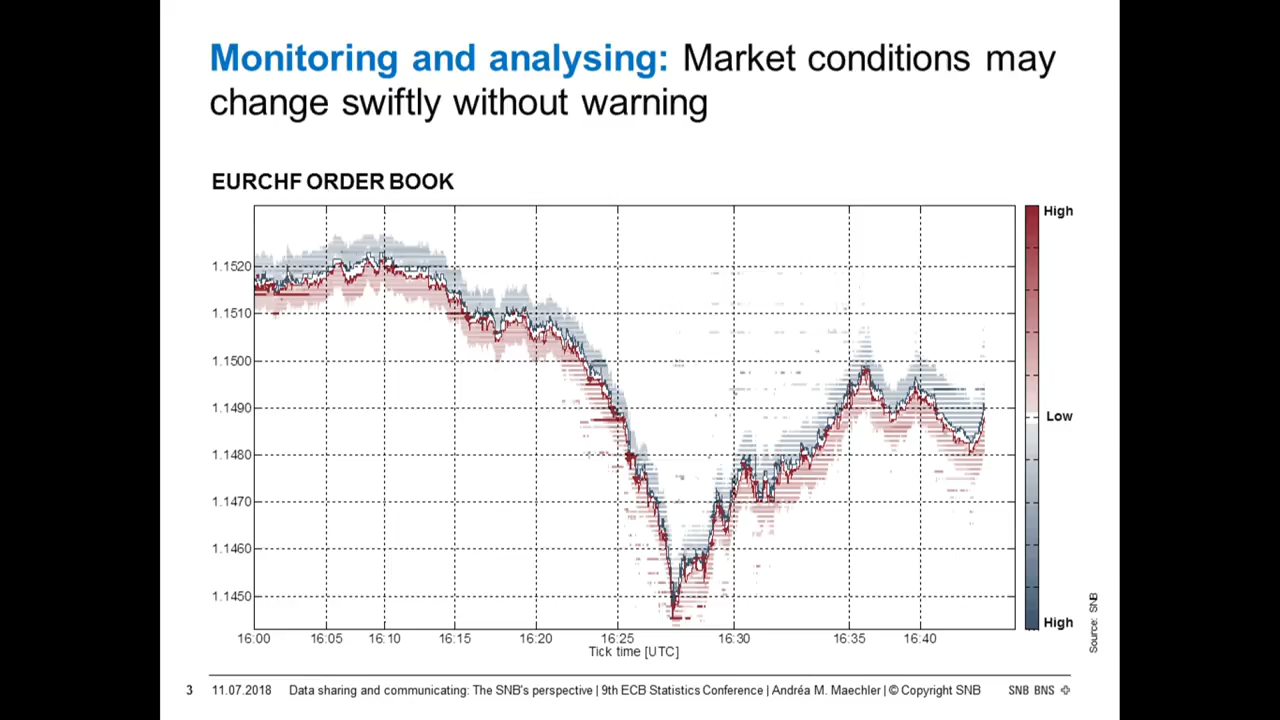 Monitoring and analysing: Market conditions may
change swiftly without warning
EURCHF ORDER BOOK
High
Low
High
1.1520
1.1510
1.1500
1.1490
1.1480
1.1470
1.1460
1.1450
16:00 16:05 16:10 16:15 16:20 16:25 16:30 16:35 16:40
Tick time [UTC]
Source: SNB
3 11.07.2018 Data sharing and communicating: The SNB's perspective | 9th ECB Statistics Conference | Andréa M. Maechler | © Copyright SNB SNB BNS